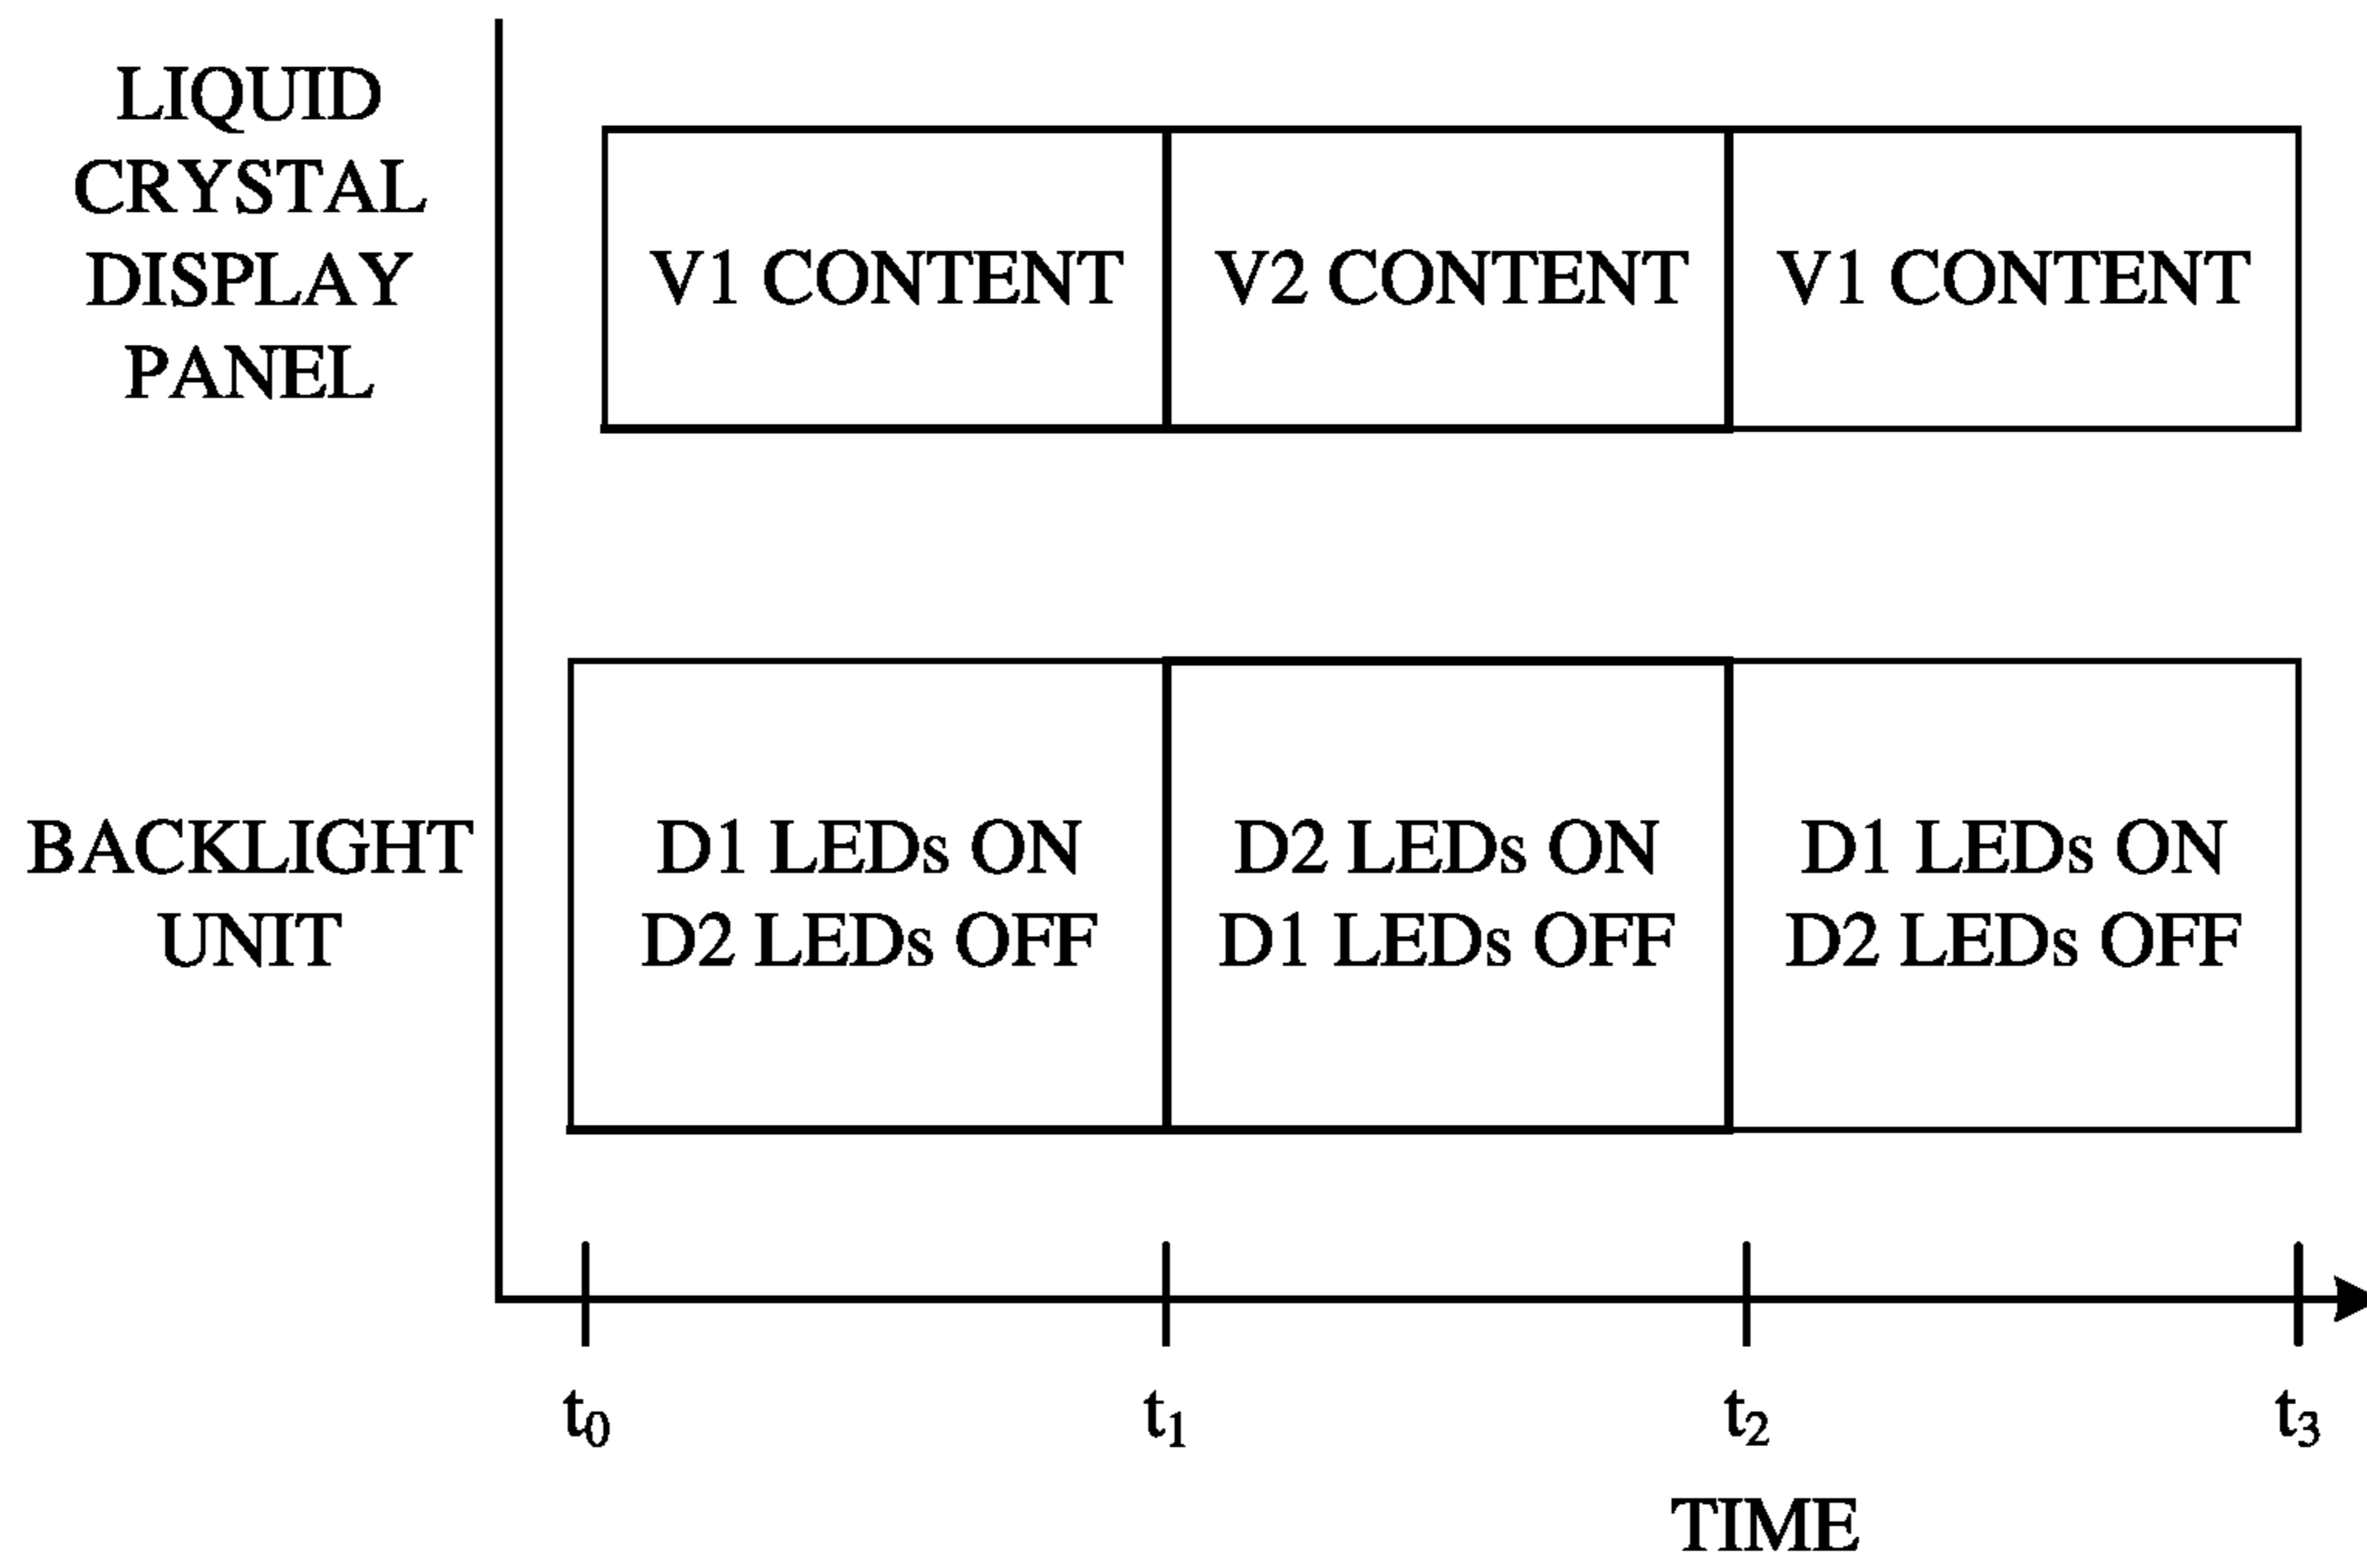 LIQUID
CRYSTAL
DISPLAY
PANEL
V1 CONTENT
V2 CONTENT
V1 CONTENT
BACKLIGHT
UNIT
D1 LEDs ON
D2 LEDs OFF
D2 LEDs ON
D1 LEDs OFF
D1 LEDs ON
D2 LEDs OFF
t0
t1
t2
t3
TIME